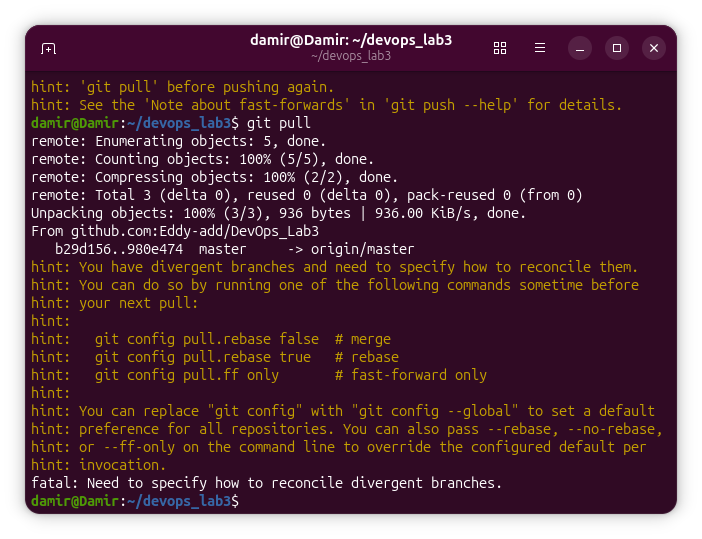 damir@Damir: ~/devops_lab3
~/devops_lab3
hint: 'git pull' before pushing again.
hint: See the 'Note about fast-forwards' in 'git push --help' for details.
damir@Damir:~/devops_lab3$ git pull
remote: Enumerating objects: 5, done.
remote: Counting objects: 100% (5/5), done.
remote: Compressing objects: 100% (2/2), done.
remote: Total 3 (delta 0), reused 0 (delta 0), pack-reused 0 (from 0)
Unpacking objects: 100% (3/3), 936 bytes | 936.00 KiB/s, done.
From github.com:Eddy-add/DevOps_Lab3
   b29d156..980e474  master     -> origin/master
hint: You have divergent branches and need to specify how to reconcile them.
hint: You can do so by running one of the following commands sometime before
hint: your next pull:
hint:
hint:   git config pull.rebase false  # merge
hint:   git config pull.rebase true   # rebase
hint:   git config pull.ff only       # fast-forward only
hint:
hint: You can replace "git config" with "git config --global" to set a default
hint: preference for all repositories. You can also pass --rebase, --no-rebase,
hint: or --ff-only on the command line to override the configured default per
hint: invocation.
fatal: Need to specify how to reconcile divergent branches.
damir@Damir:~/devops_lab3$